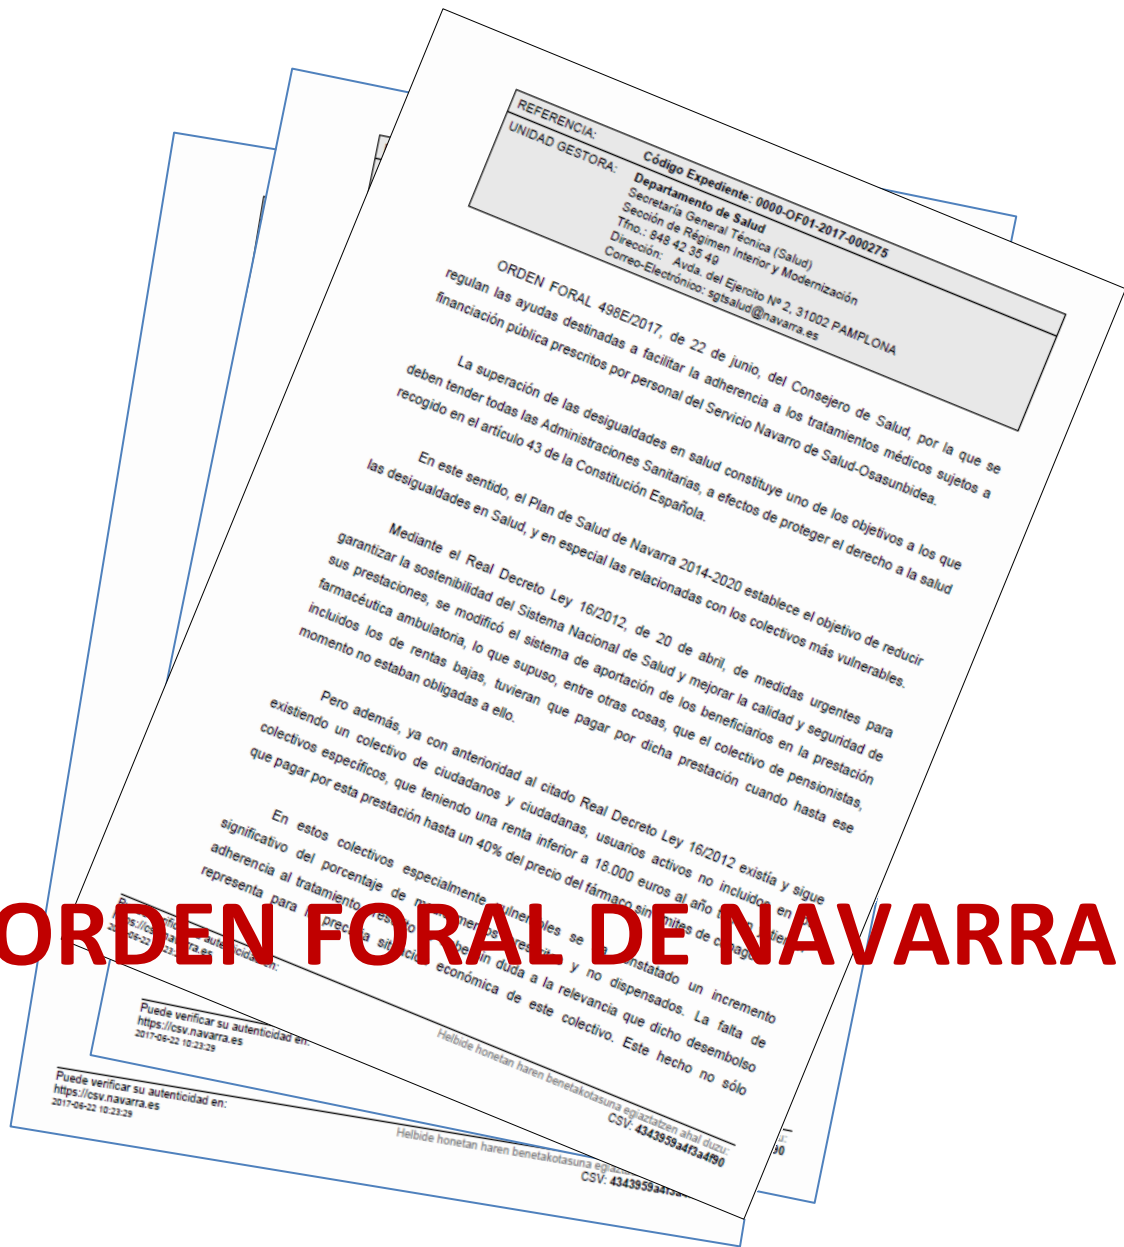 REFERENCIA:
Código Expediente: 0000-OF01-2017-000275
UNIDAD GESTORA:
Departamento de Salud
Secretaría General Técnica (Salud)
Sección de Régimen Interior y Modernización
Tfno.: 848 42 35 49
Dirección: Avda. del Ejercito Nº 2, 31002 PAMPLONA
Correo-Electrónico: sgtsalud@navarra.es
ORDEN FORAL 498E/2017, de 22 de junio, del Consejero de Salud, por la que se
regulan las ayudas destinadas a facilitar la adherencia a los tratamientos médicos sujetos a
financiación pública prescritos por personal del Servicio Navarro de Salud-Osasunbidea.
La superación de las desigualdades en salud constituye uno de los objetivos a los que
deben tender todas las Administraciones Sanitarias, a efectos de proteger el derecho a la salud
recogido en el artículo 43 de la Constitución Española.
En este sentido, el Plan de Salud de Navarra 2014-2020 establece el objetivo de reducir
las desigualdades en Salud, y en especial las relacionadas con los colectivos más vulnerables.
Mediante el Real Decreto Ley 16/2012, de 20 de abril, de medidas urgentes para
garantizar la sostenibilidad del Sistema Nacional de Salud y mejorar la calidad y seguridad de
sus prestaciones, se modificó el sistema de aportación de los beneficiarios en la prestación
farmacéutica ambulatoria, lo que supuso, entre otras cosas, que el colectivo de pensionistas,
incluidos los de rentas bajas, tuvieran que pagar por dicha prestación cuando hasta ese
momento no estaban obligadas a ello.
Pero además, ya con anterioridad al citado Real Decreto Ley 16/2012 existía y sigue
existiendo un colectivo de ciudadanos y ciudadanas, usuarios activos no incluidos en
colectivos específicos, que teniendo una renta inferior a 18.000 euros al año
que pagar por esta prestación hasta un 40% del precio del fármaco sin límites de
En estos colectivos especialmente vulnerables se constatado un incremento
significativo del porcentaje de y no dispensados. La falta de
adherencia al tratamiento sin duda a la relevancia que dicho desembolso
representa para económica de este colectivo. Este hecho no sólo
ORDEN FORAL DE NAVARRA
Helbide honetan haren benetakotasuna egiaztatzen ahal duzu:
CSV: 4343959a4f3a4f90
Puede verificar su autenticidad en:
https://csv.navarra.es
2017-06-22 10:23:29
90
Puede verificar su autenticidad en:
https://csv.navarra.es
2017-06-22 10:23:29
Helbide honetan haren benetakotasuna
CSV: